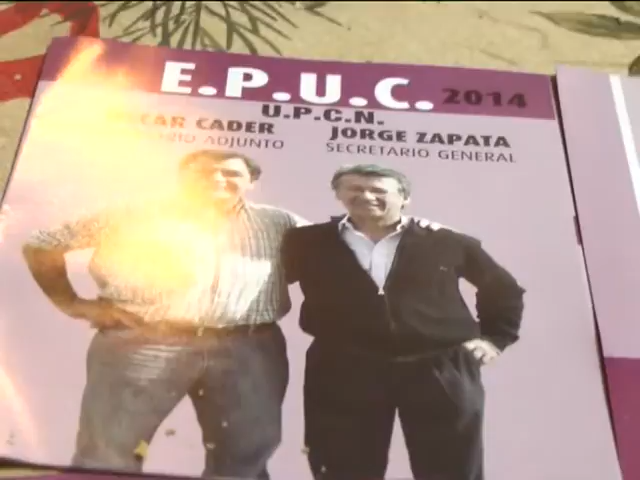 E.P.U.C. 2014
U.P.C.N.
CADER JORGE ZAPATA
ADJUNTO SECRETARIO GENERAL